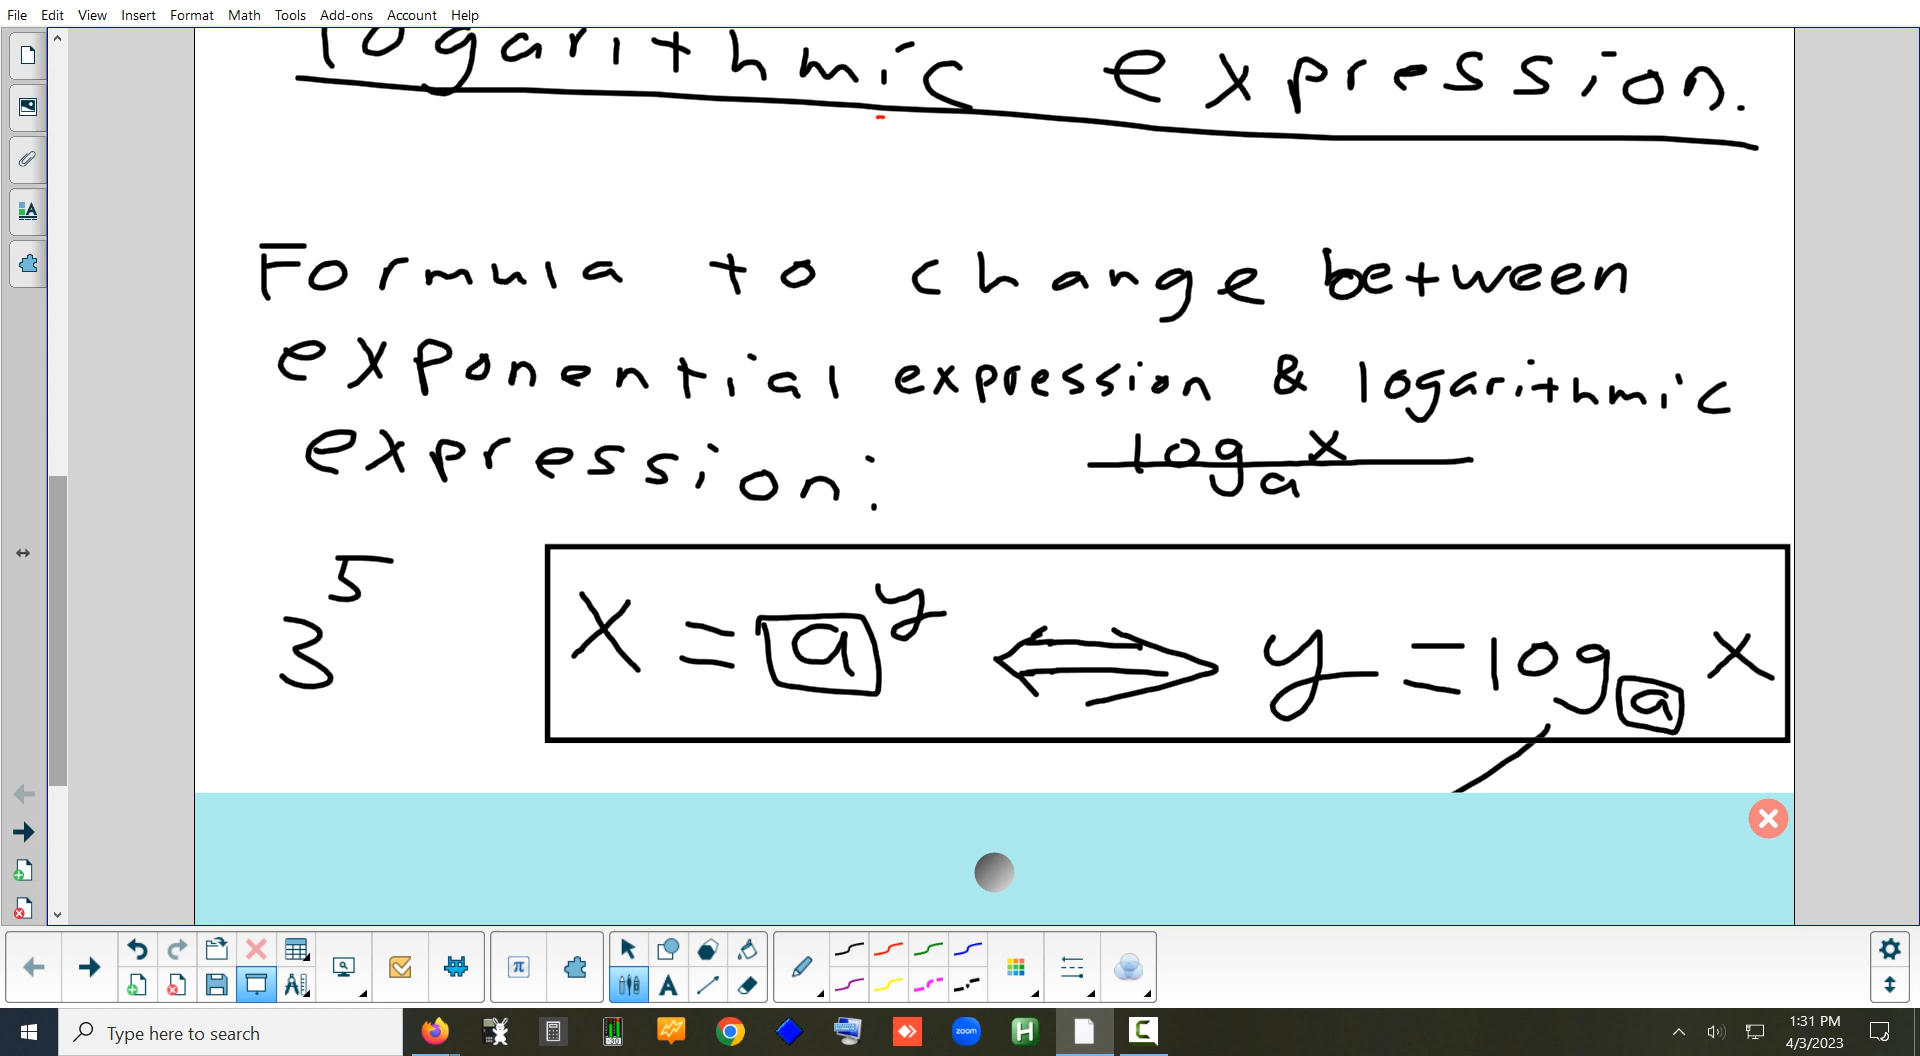 File Edit View Insert Format Math Tools Add-ons Account Help
logarithmic expression.
Formula to change between
exponential expression & logarithmic
expression: log_a x
3^5 x = a^y ⟺ y = log_a x
π A
Type here to search
zoom H C
1:31 PM
4/3/2023